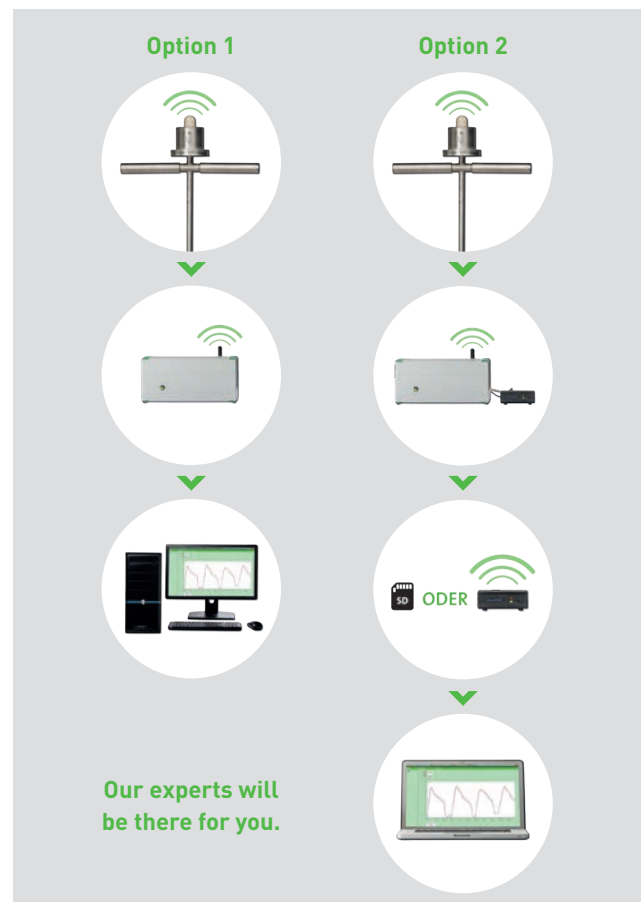 Option 1
Option 2
SD ODER
Our experts will
be there for you.